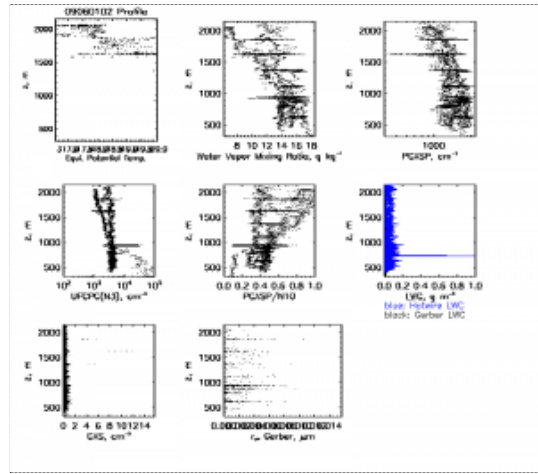 09060102 Profile
2000
1500
1000
500
z, m
Equi. Potential Temp.
2000
1500
1000
500
z, m
8 10 12 14 16 18
Water Vapor Mixing Ratio, g kg⁻¹
2000
1500
1000
500
z, m
1000
PCASP, cm⁻³
2000
1500
1000
500
z, m
10² 10³ 10⁴ 10⁵
UFCPC(N3), cm⁻³
2000
1500
1000
500
z, m
0.0 0.2 0.4 0.6 0.8 1.0
PCASP/N10
2000
1500
1000
500
z, m
0.0 0.2 0.4 0.6 0.8 1.0
LWC, g m⁻³
blue: Hotwire LWC
black: Gerber LWC
2000
1500
1000
500
z, m
0 2 4 6 8 10 12 14
CAS, cm⁻³
2000
1500
1000
500
z, m
Gerber, μm